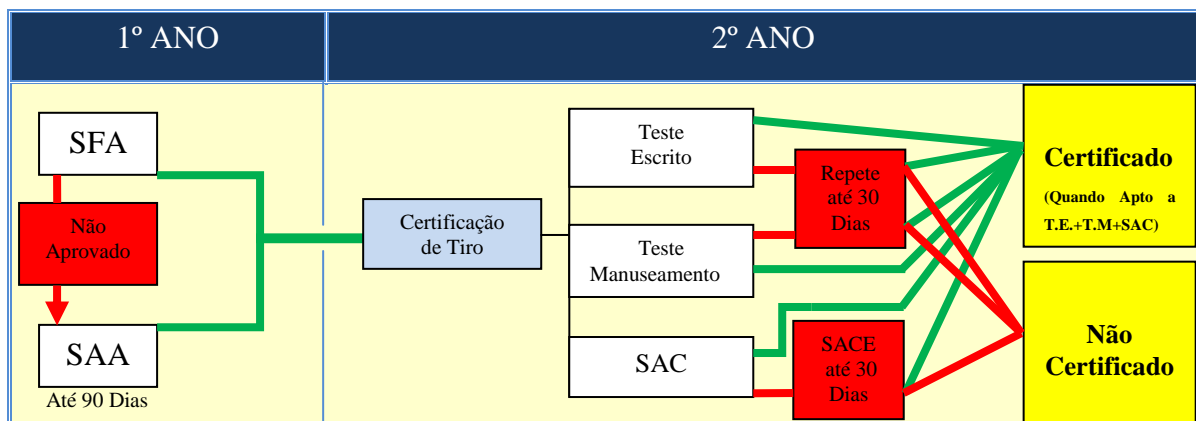 1º ANO
2º ANO
SFA
Não
Aprovado
SAA
Até 90 Dias
Certificação
de Tiro
Teste
Escrito
Teste
Manuseamento
SAC
Repete
até 30
Dias
SACE
até 30
Dias
Certificado
(Quando Apto a
T.E.+T.M+SAC)
Não
Certificado